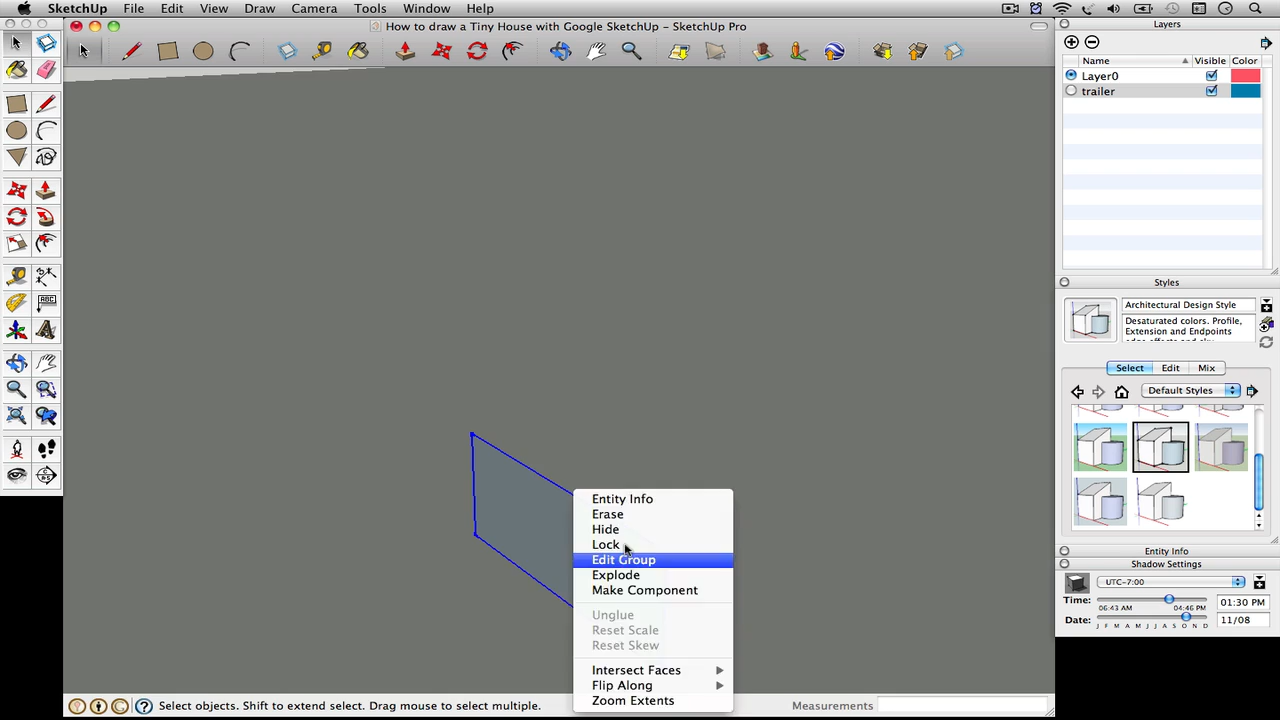 SketchUp File Edit View Draw Camera Tools Window Help
How to draw a Tiny House with Google SketchUp – SketchUp Pro
Layers
Name Visible Color
Layer0
trailer
Styles
Architectural Design Style
Desaturated colors. Profile,
Extension and Endpoints
Select Edit Mix
Default Styles
Entity Info
Shadow Settings
UTC-7:00
Time: 06:43 AM 04:46 PM 01:30 PM
Date: J F M A M J J A S O N D 11/08
ABC
Entity Info
Erase
Hide
Lock
Edit Group
Explode
Make Component
Unglue
Reset Scale
Reset Skew
Intersect Faces
Flip Along
Zoom Extents
Select objects. Shift to extend select. Drag mouse to select multiple. Measurements